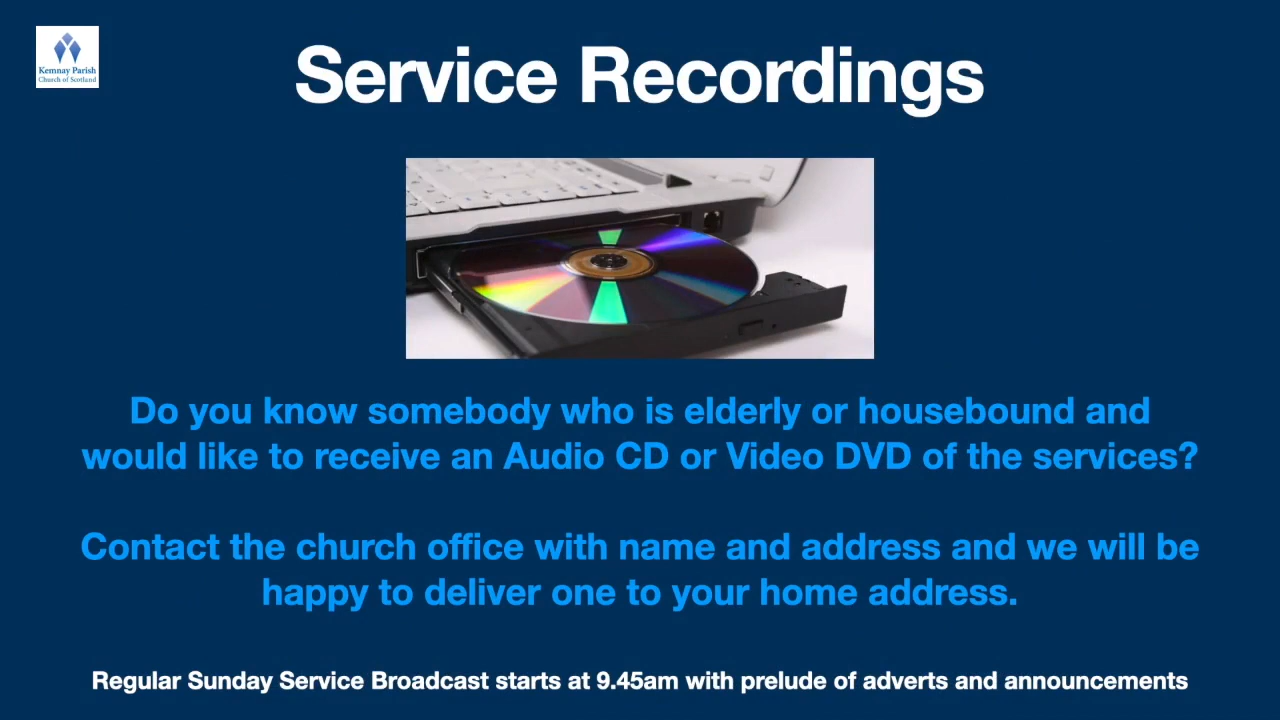 Kemnay Parish
Church of Scotland
Service Recordings
Do you know somebody who is elderly or housebound and
would like to receive an Audio CD or Video DVD of the services?
Contact the church office with name and address and we will be
happy to deliver one to your home address.
Regular Sunday Service Broadcast starts at 9.45am with prelude of adverts and announcements